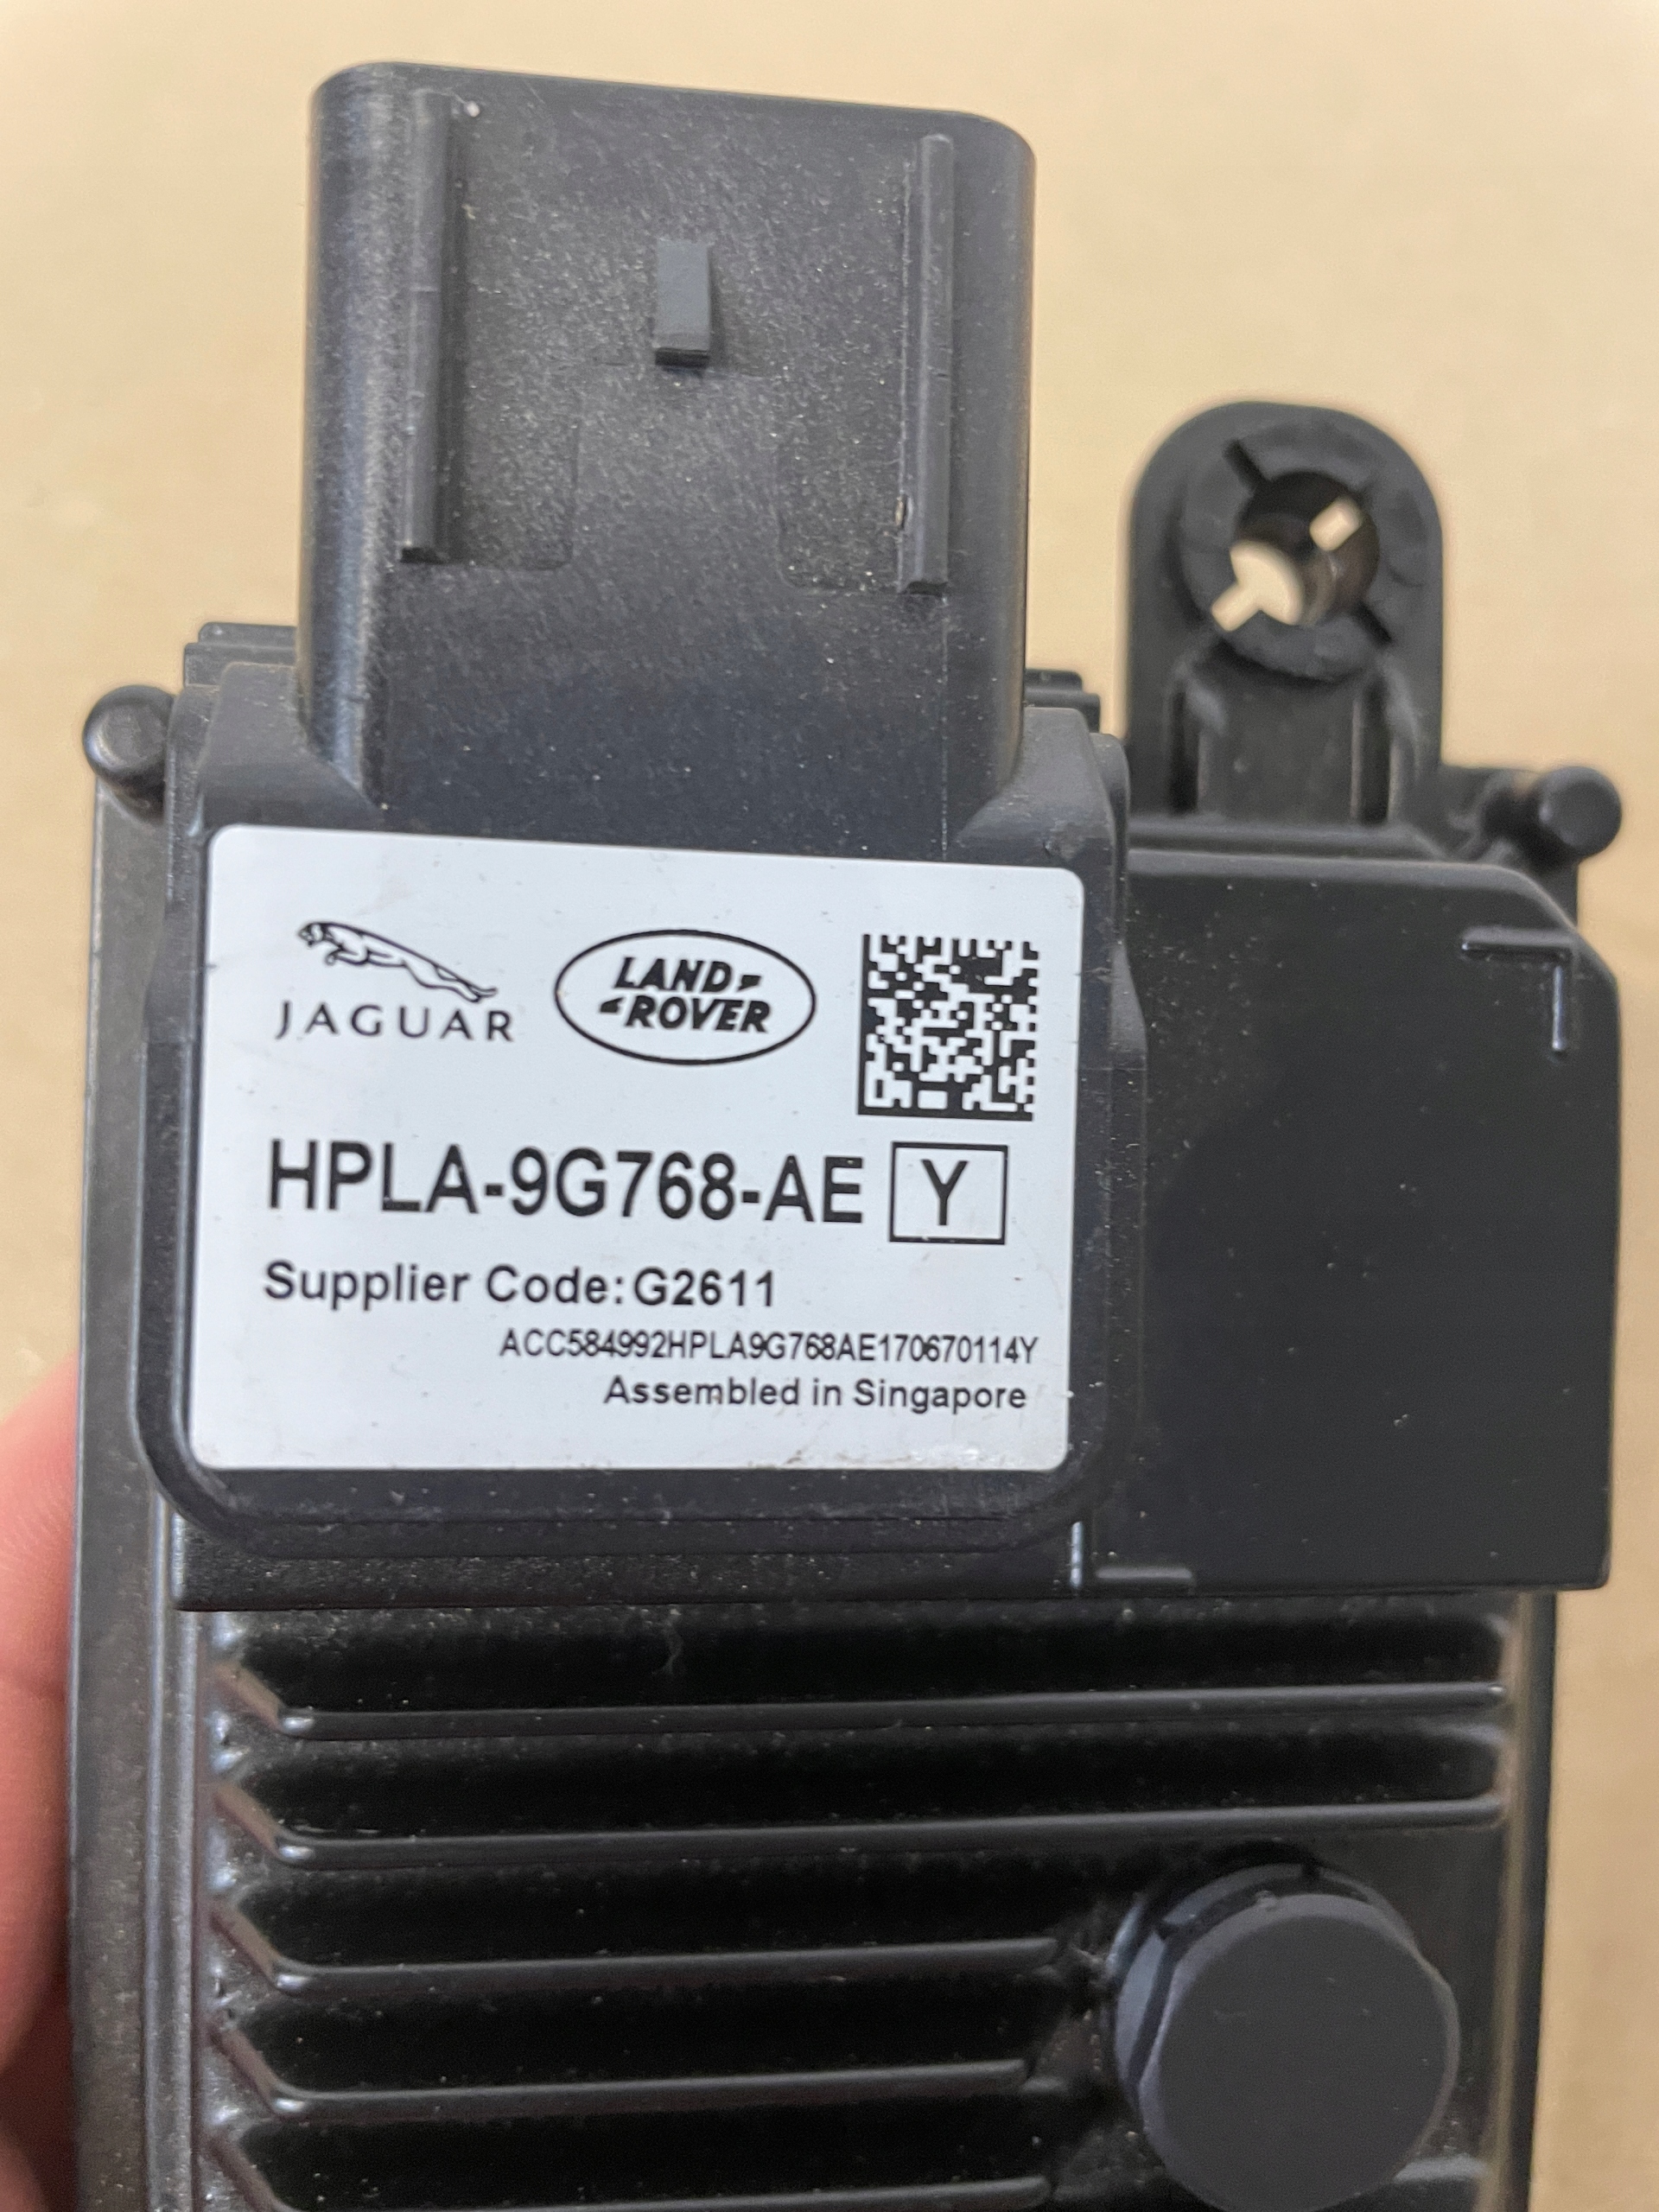 JAGUAR
LAND
ROVER
HPLA-9G768-AE Y
Supplier Code:G2611
ACC584992HPLA9G768AE170670114Y
Assembled in Singapore